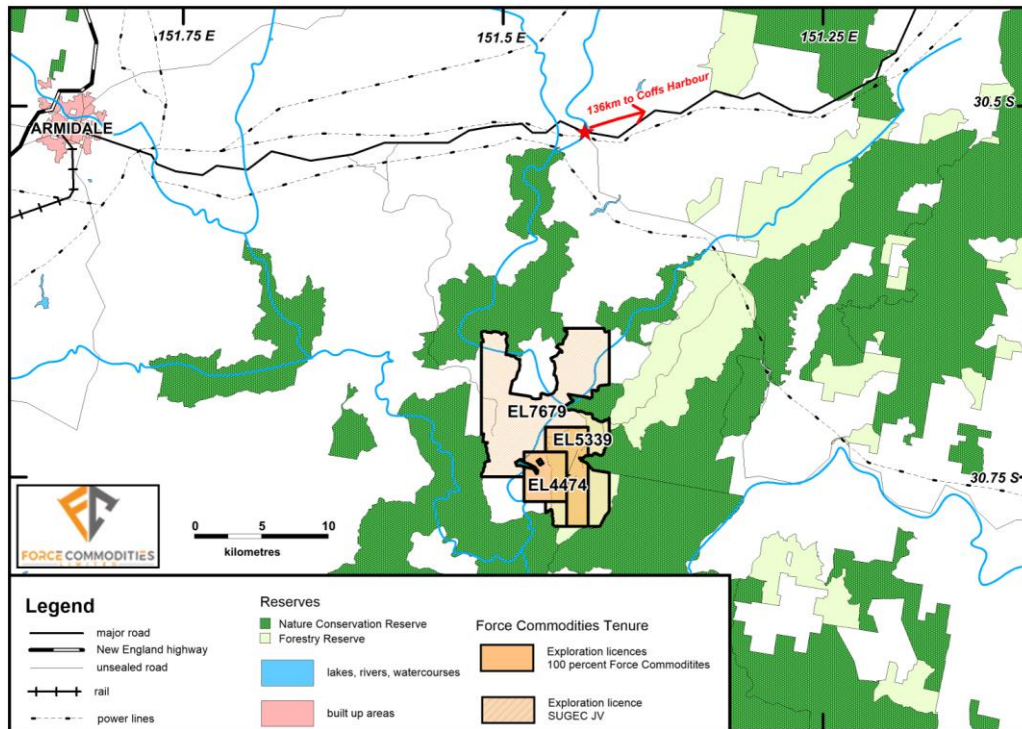 151.75 E
151.5 E
151.25 E
136km to Coffs Harbour
30.5 S
ARMIDALE
EL7679
EL5339
EL4474
30.75 S
FC
FORCE COMMODITIES
LIMITED
0 5 10
kilometres
Legend
major road
New England highway
unsealed road
rail
power lines
Reserves
Nature Conservation Reserve
Forestry Reserve
lakes, rivers, watercourses
built up areas
Force Commodities Tenure
Exploration licences
100 percent Force Commoditites
Exploration licence
SUGEC JV